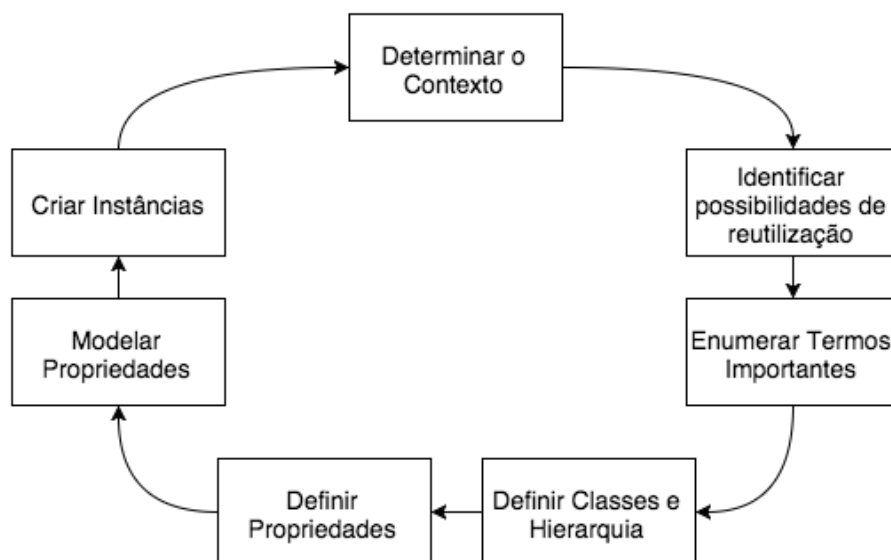 Determinar o
Contexto
Identificar
possibilidades de
reutilização
Enumerar Termos
Importantes
Definir Classes e
Hierarquia
Definir
Propriedades
Modelar
Propriedades
Criar Instâncias